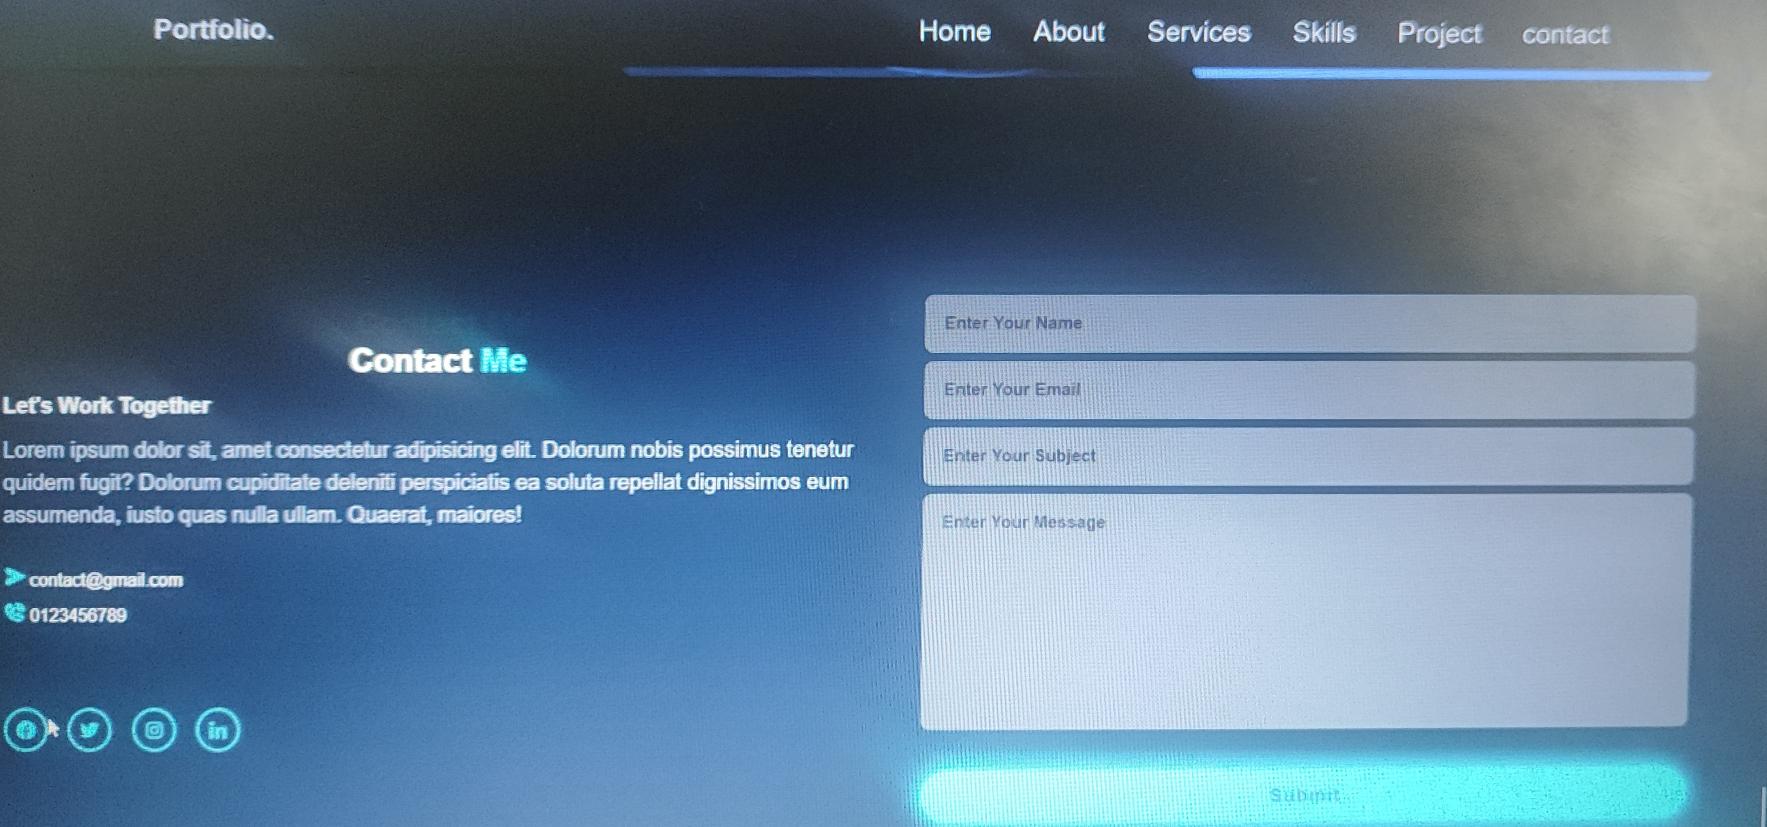 Portfolio.
Home About Services Skills Project contact
Contact Me
Let's Work Together
Lorem ipsum dolor sit, amet consectetur adipisicing elit. Dolorum nobis possimus tenetur
quidem fugit? Dolorum cupiditate deleniti perspiciatis ea soluta repellat dignissimos eum
assumenda, iusto quas nulla ullam. Quaerat, maiores!
contact@gmail.com
0123456789
in
Enter Your Name
Enter Your Email
Enter Your Subject
Enter Your Message
Submit